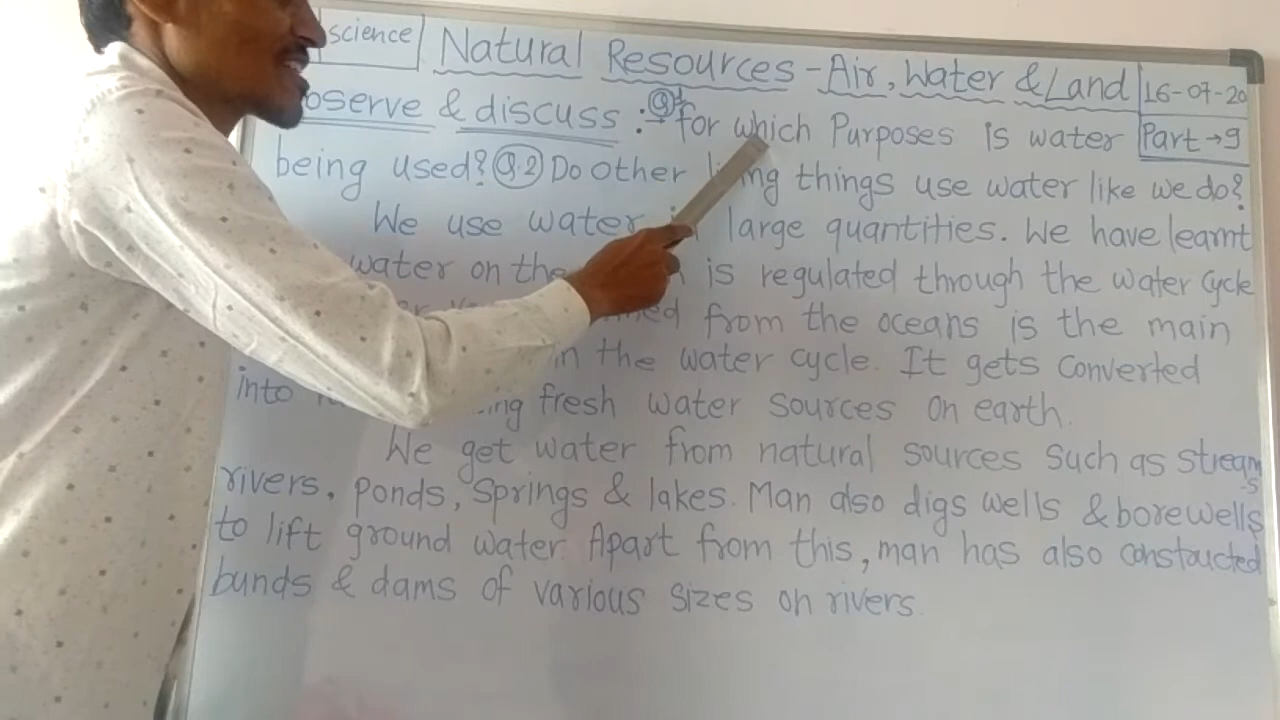 science Natural Resources - Air, Water & Land 16-07-20
observe & discuss :- Q.1 for which Purposes is water Part → 9
being used? Q.2 Do other living things use water like we do?
We use water in large quantities. We have learnt
water on the is regulated through the water cycle
from the oceans is the main
in the water cycle. It gets converted
into fresh water sources on earth.
We get water from natural sources such as streams
rivers, ponds, springs & lakes. Man also digs wells & borewells
to lift ground water. Apart from this, man has also constructed
bunds & dams of various sizes on rivers.